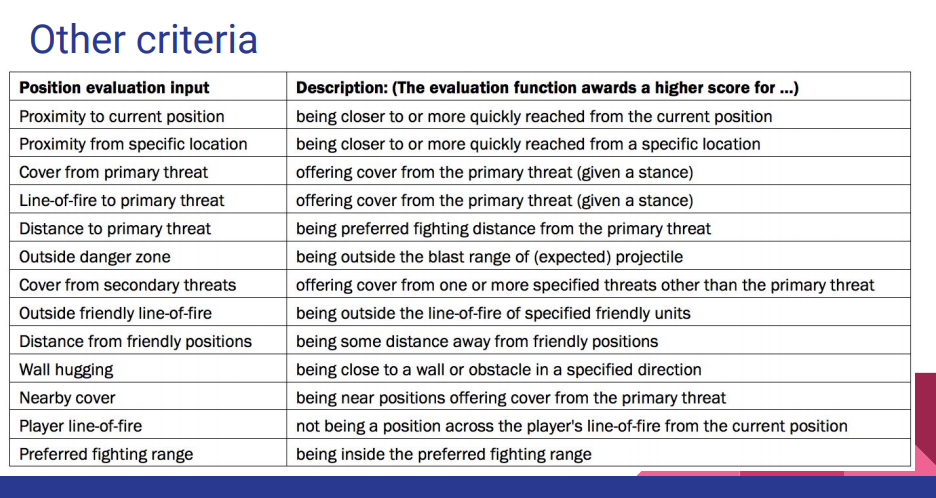 Other criteria
Position evaluation input Description: (The evaluation function awards a higher score for ...)
Proximity to current position being closer to or more quickly reached from the current position
Proximity from specific location being closer to or more quickly reached from a specific location
Cover from primary threat offering cover from the primary threat (given a stance)
Line-of-fire to primary threat offering cover from the primary threat (given a stance)
Distance to primary threat being preferred fighting distance from the primary threat
Outside danger zone being outside the blast range of (expected) projectile
Cover from secondary threats offering cover from one or more specified threats other than the primary threat
Outside friendly line-of-fire being outside the line-of-fire of specified friendly units
Distance from friendly positions being some distance away from friendly positions
Wall hugging being close to a wall or obstacle in a specified direction
Nearby cover being near positions offering cover from the primary threat
Player line-of-fire not being a position across the player's line-of-fire from the current position
Preferred fighting range being inside the preferred fighting range